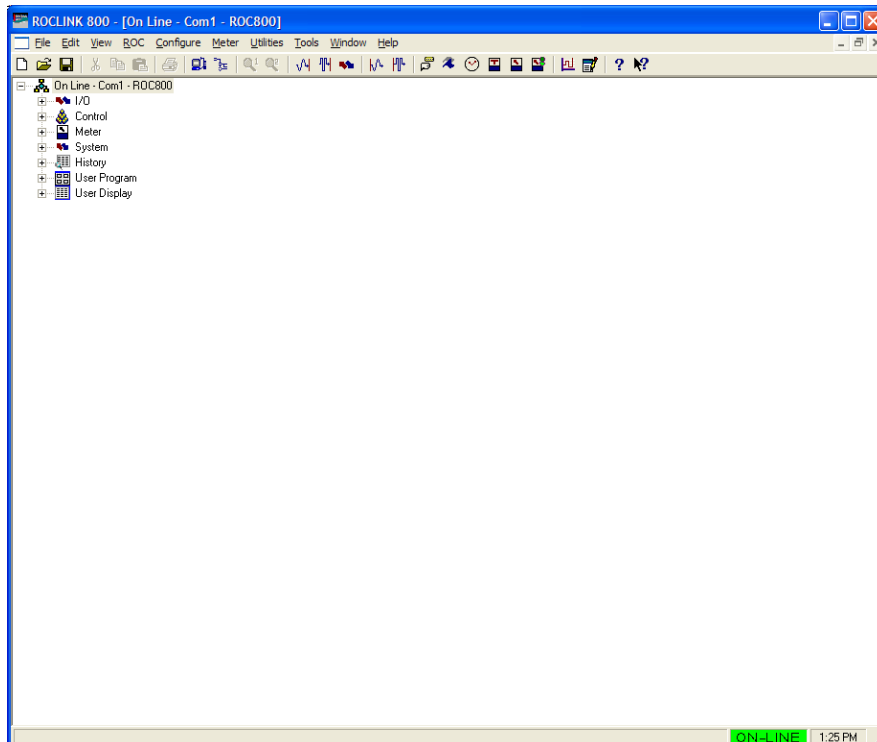 ROCLINK 800 - [On Line - Com1 - ROC800]
File Edit View ROC Configure Meter Utilities Tools Window Help
On Line - Com1 - ROC800
I/O
Control
Meter
System
History
User Program
User Display
ON-LINE 1:25 PM